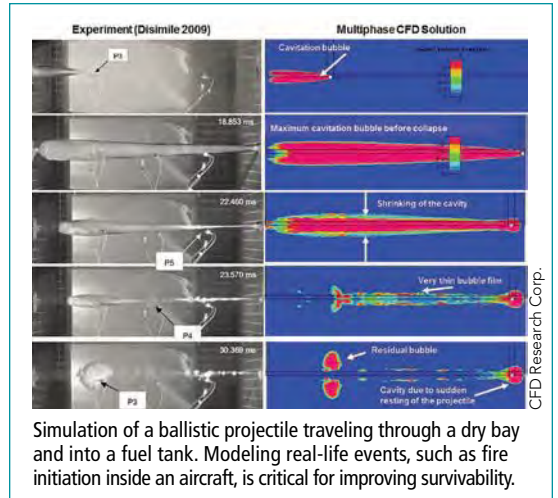 Experiment (Disimile 2009)
Multiphase CFD Solution
P3
Cavitation bubble
18.853 ms
Maximum cavitation bubble before collapse
22.460 ms
Shrinking of the cavity
P5
23.570 ms
Very thin bubble film
P4
30.369 ms
Residual bubble
P3
Cavity due to sudden
resting of the projectile
CFD Research Corp.
Simulation of a ballistic projectile traveling through a dry bay
and into a fuel tank. Modeling real-life events, such as fire
initiation inside an aircraft, is critical for improving survivability.